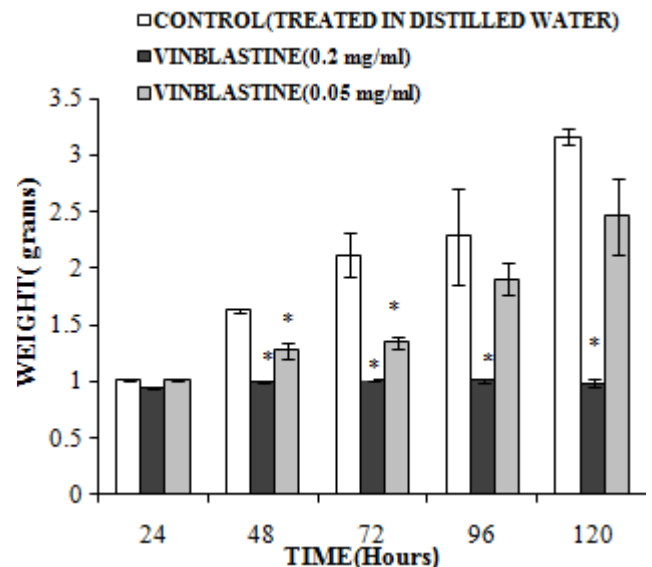 CONTROL(TREATED IN DISTILLED WATER)
VINBLASTINE(0.2 mg/ml)
VINBLASTINE(0.05 mg/ml)
3.5
3
2.5
2
1.5
1
0.5
0
WEIGHT( grams)
* * * * * *
24 48 72 96 120
TIME(Hours)